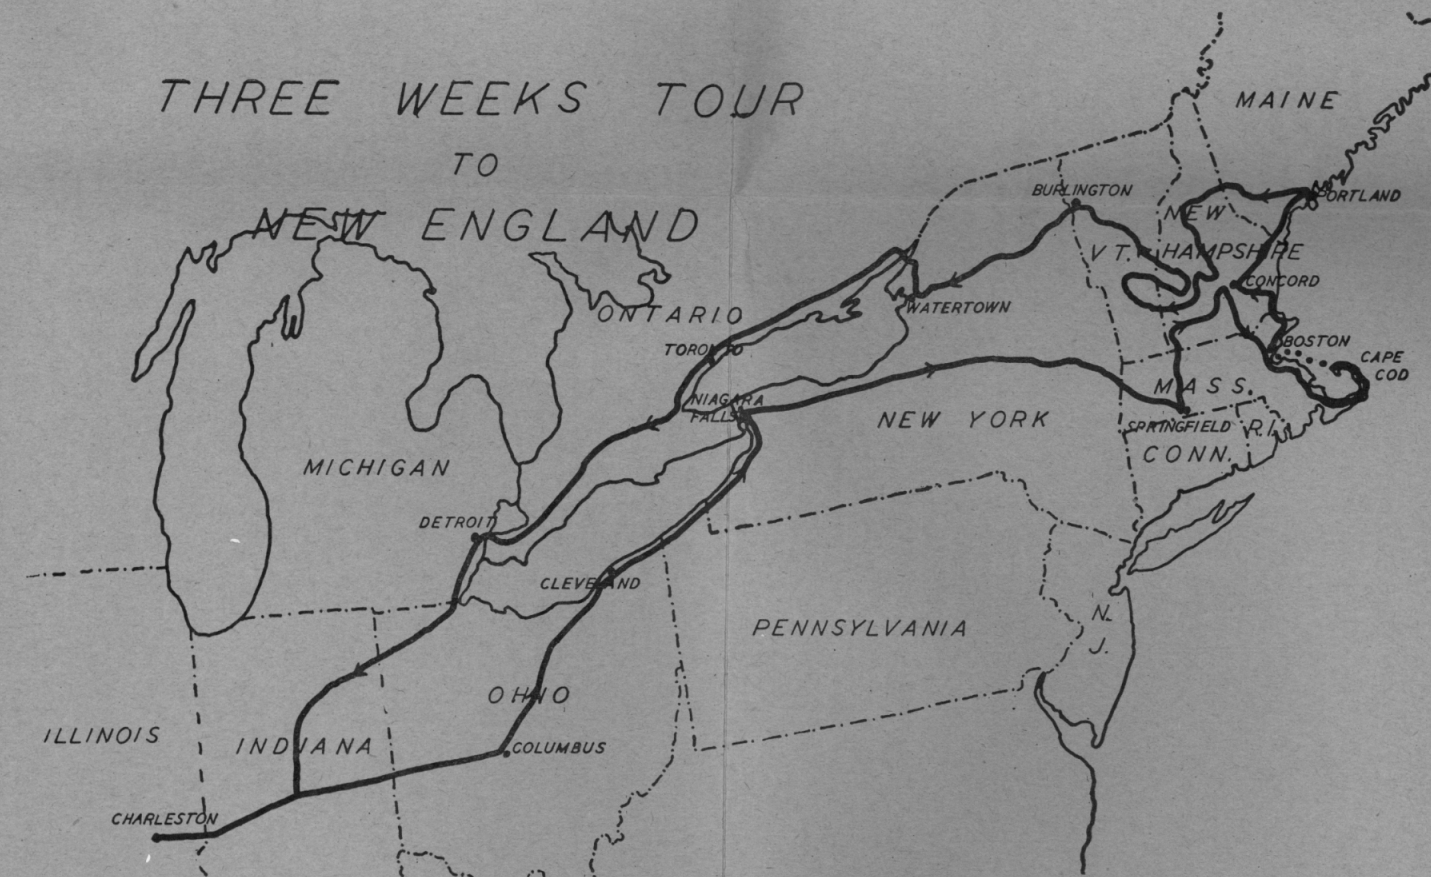 THREE WEEKS TOUR
TO
NEW ENGLAND
MAINE
BURLINGTON
PORTLAND
NEW
HAMPSHIRE
VT.
CONCORD
ONTARIO
WATERTOWN
TORONTO
BOSTON
CAPE
COD
MASS.
NIAGARA
FALLS
NEW YORK
SPRINGFIELD
R.I.
CONN.
MICHIGAN
DETROIT
CLEVELAND
PENNSYLVANIA
N.
J.
OHIO
ILLINOIS
INDIANA
COLUMBUS
CHARLESTON